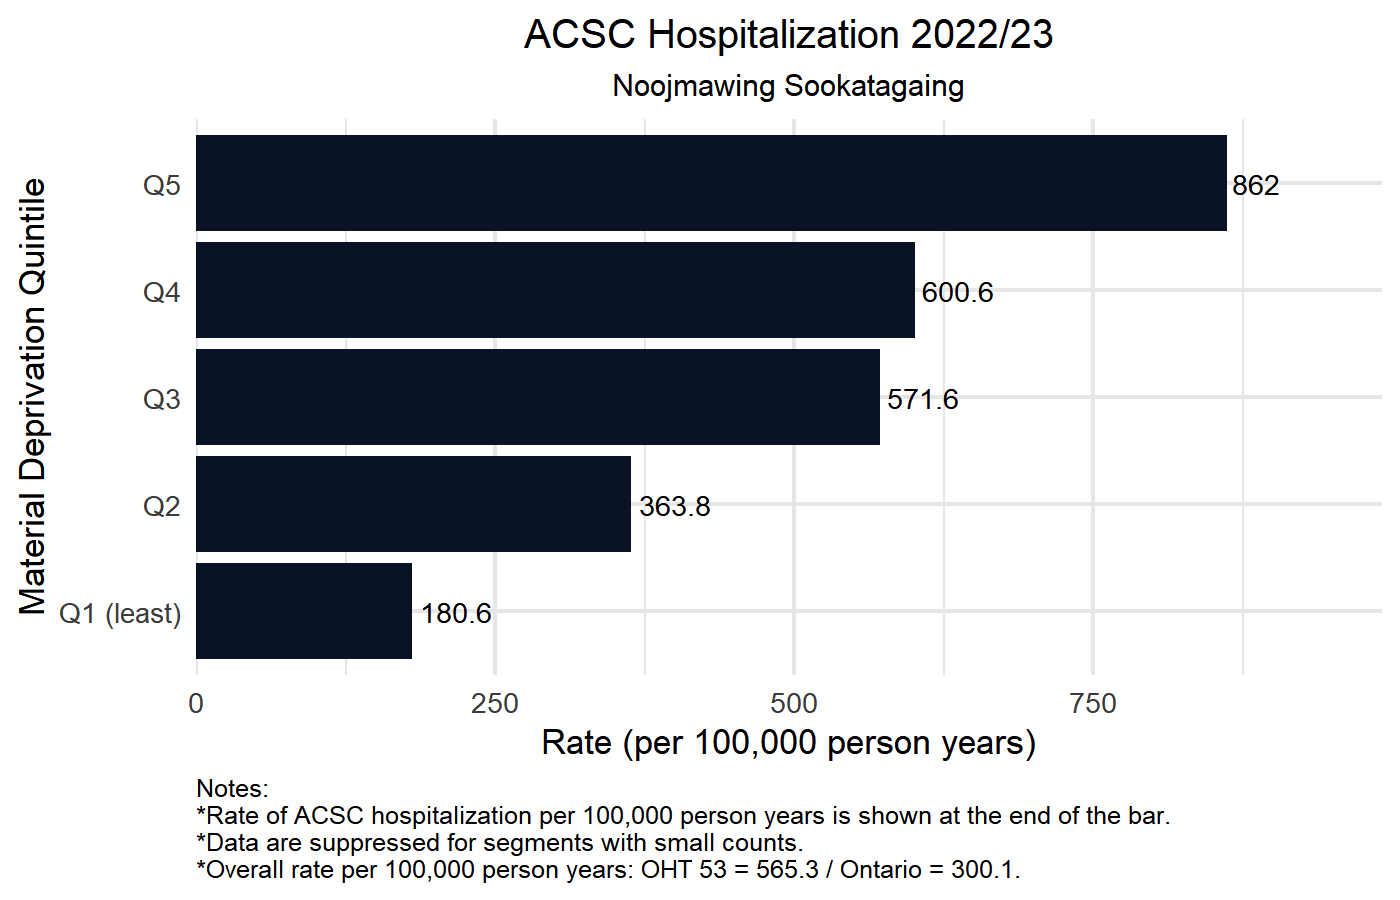 ACSC Hospitalization 2022/23
Noojmawing Sookatagaing
Material Deprivation Quintile
Q5
862
Q4
600.6
Q3
571.6
Q2
363.8
Q1 (least)
180.6
0
250
500
750
Rate (per 100,000 person years)
Notes:
*Rate of ACSC hospitalization per 100,000 person years is shown at the end of the bar.
*Data are suppressed for segments with small counts.
*Overall rate per 100,000 person years: OHT 53 = 565.3 / Ontario = 300.1.